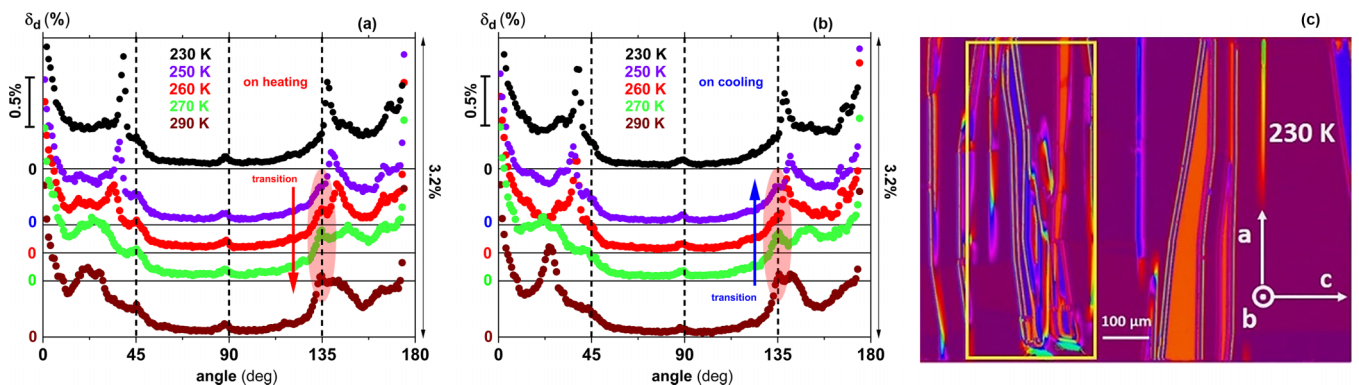 δd (%)
(a)
230 K
250 K
260 K
270 K
290 K
on heating
0.5%
transition
0
0
0
0
0
3.2%
0
45
90
135
180
angle (deg)
δd (%)
(b)
230 K
250 K
260 K
270 K
290 K
on cooling
0.5%
transition
0
0
0
0
0
3.2%
0
45
90
135
180
angle (deg)
(c)
230 K
a
c
b
100 μm